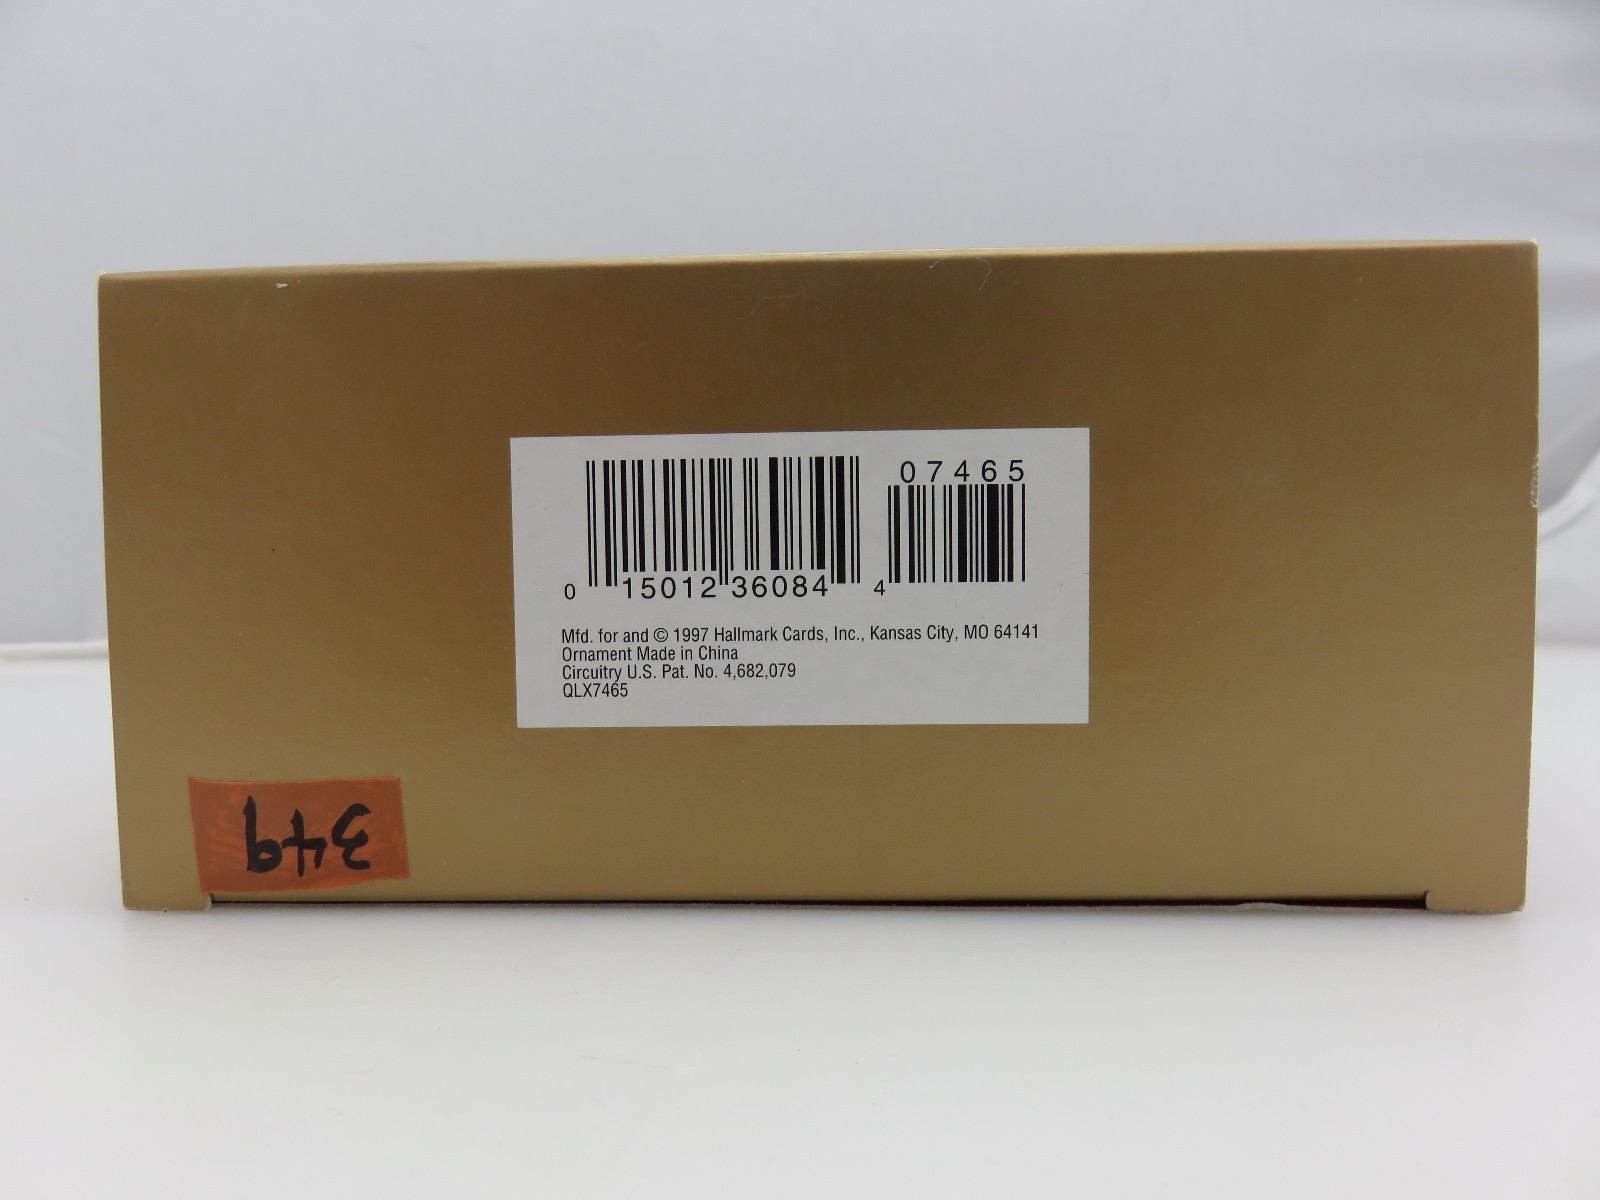 07465
0 15012 36084 4
Mfd. for and © 1997 Hallmark Cards, Inc., Kansas City, MO 64141
Ornament Made in China
Circuitry U.S. Pat. No. 4,682,079
QLX7465
349